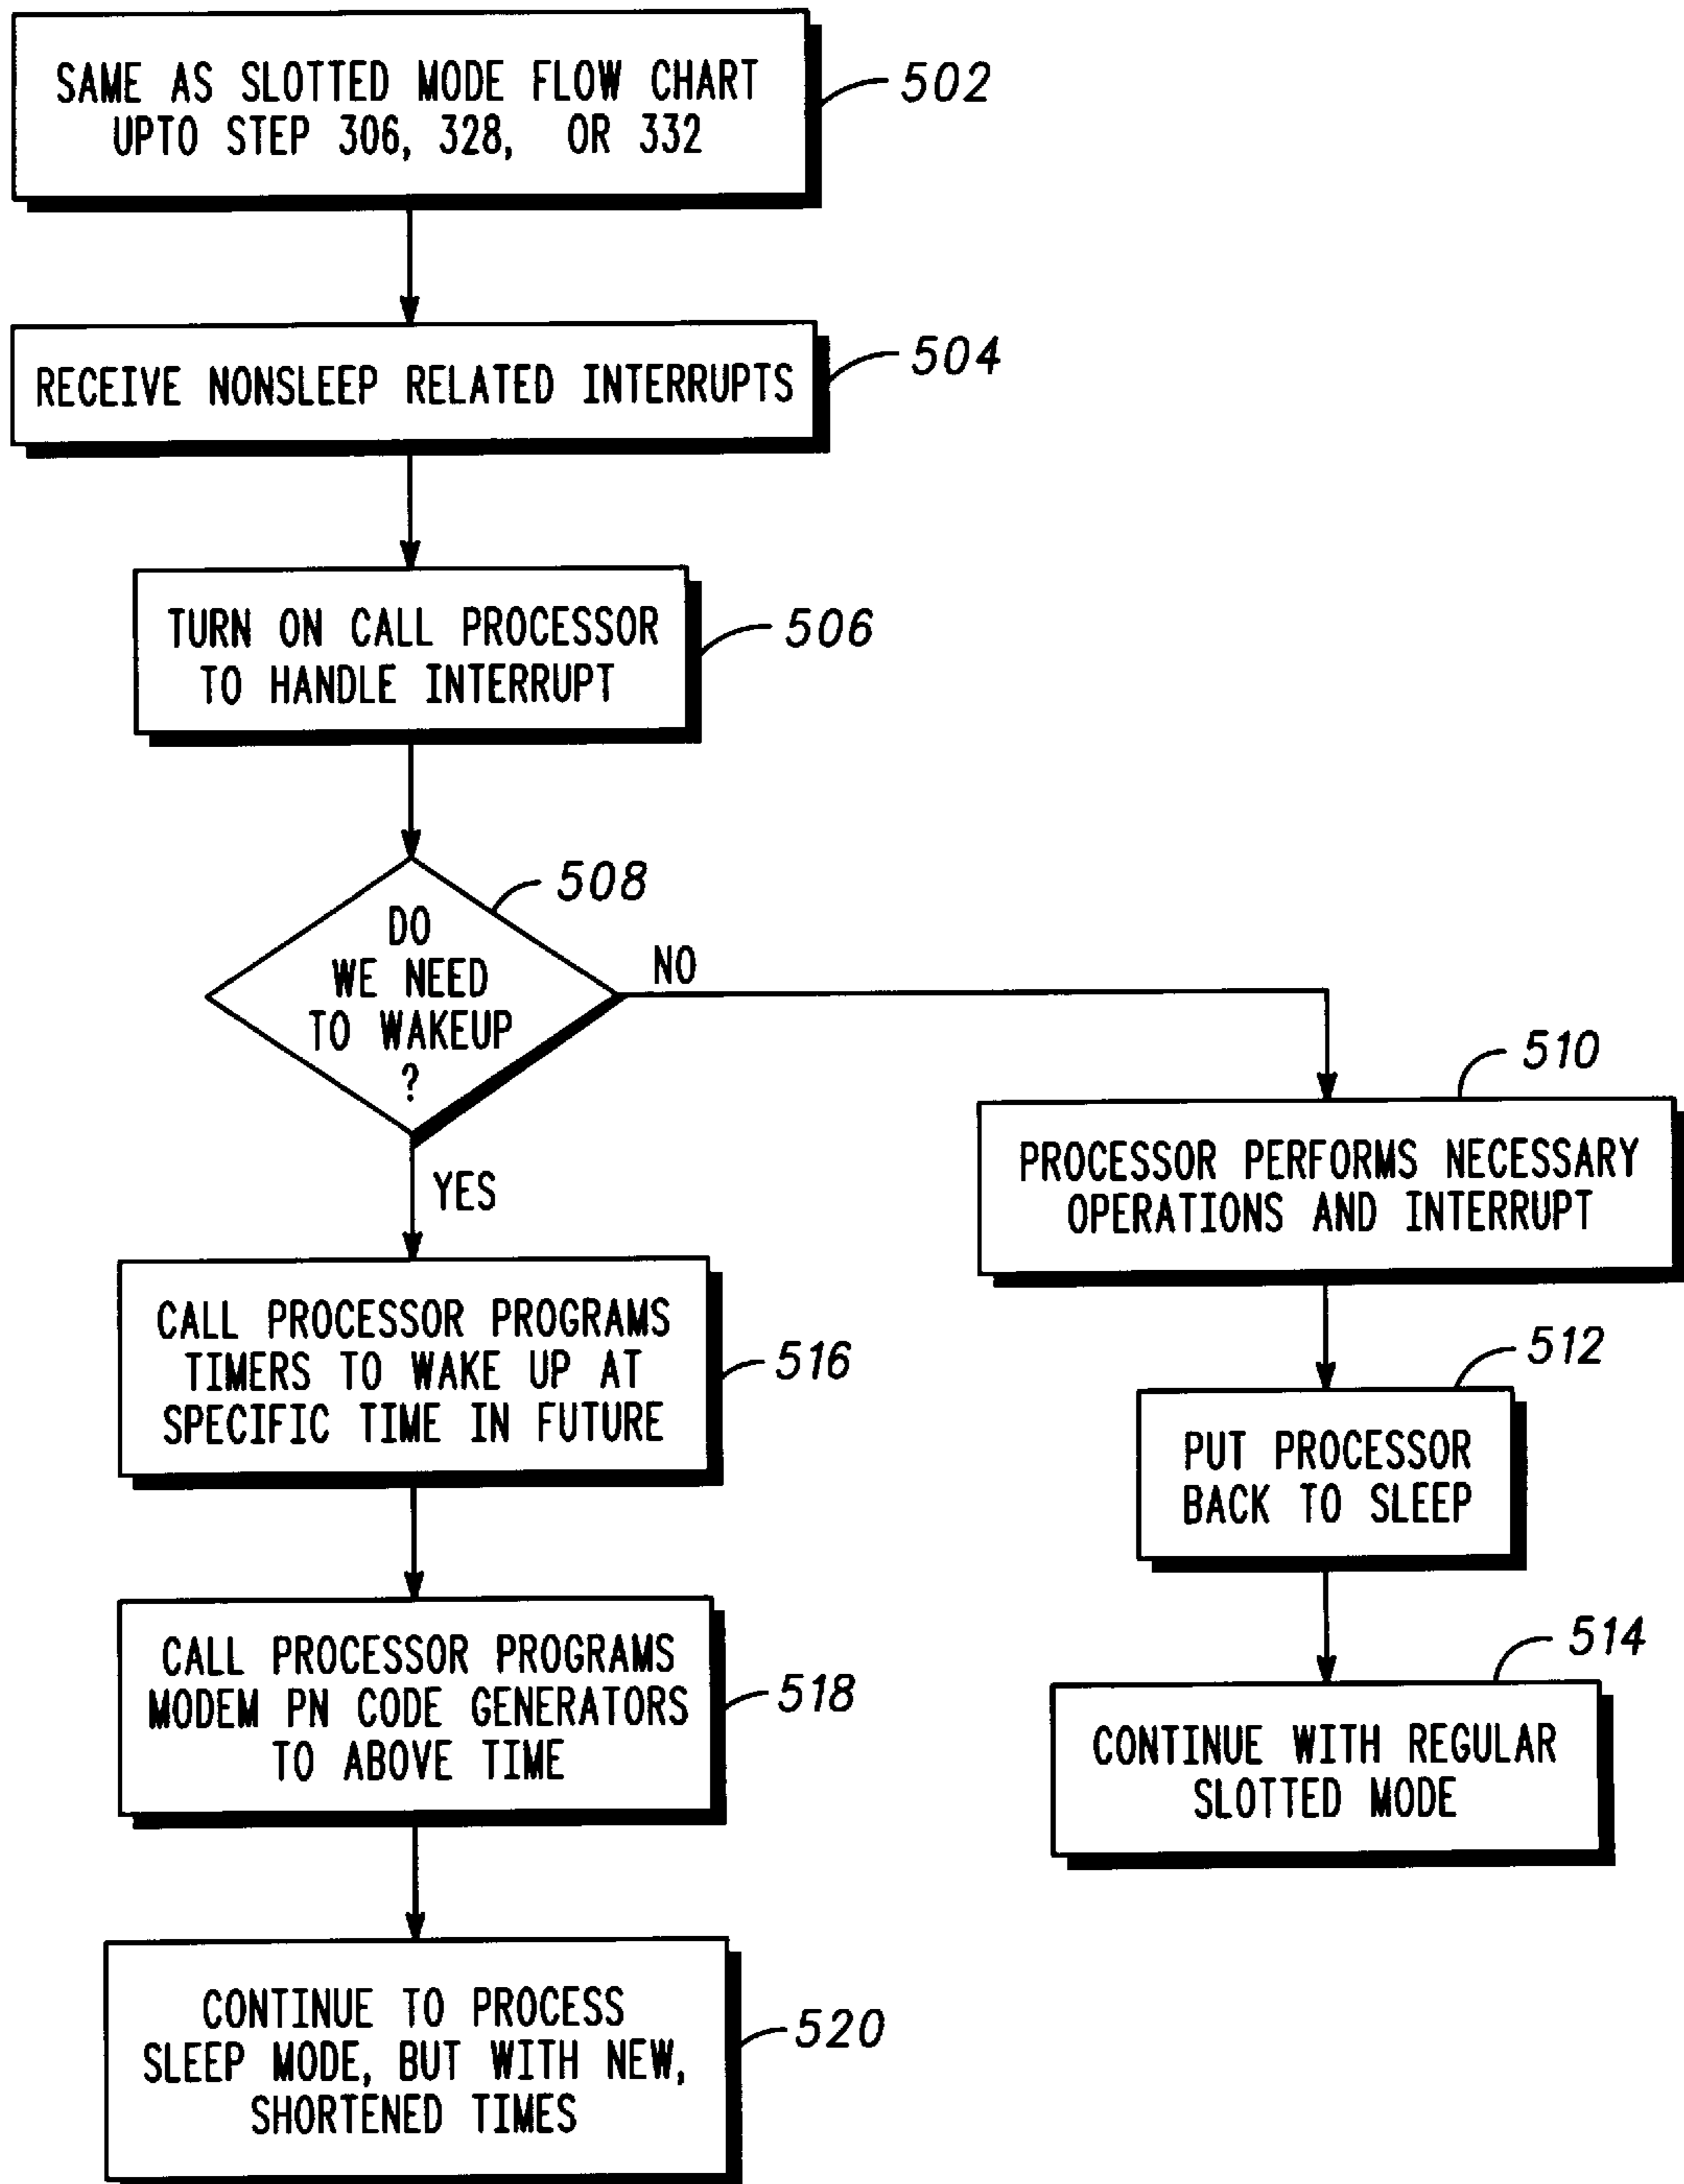 SAME AS SLOTTED MODE FLOW CHART
UPTO STEP 306, 328, OR 332
502
RECEIVE NONSLEEP RELATED INTERRUPTS
504
TURN ON CALL PROCESSOR
TO HANDLE INTERRUPT
506
508
DO
WE NEED
TO WAKEUP
?
NO
YES
510
PROCESSOR PERFORMS NECESSARY
OPERATIONS AND INTERRUPT
512
PUT PROCESSOR
BACK TO SLEEP
514
CONTINUE WITH REGULAR
SLOTTED MODE
CALL PROCESSOR PROGRAMS
TIMERS TO WAKE UP AT
SPECIFIC TIME IN FUTURE
516
CALL PROCESSOR PROGRAMS
MODEM PN CODE GENERATORS
TO ABOVE TIME
518
CONTINUE TO PROCESS
SLEEP MODE, BUT WITH NEW,
SHORTENED TIMES
520